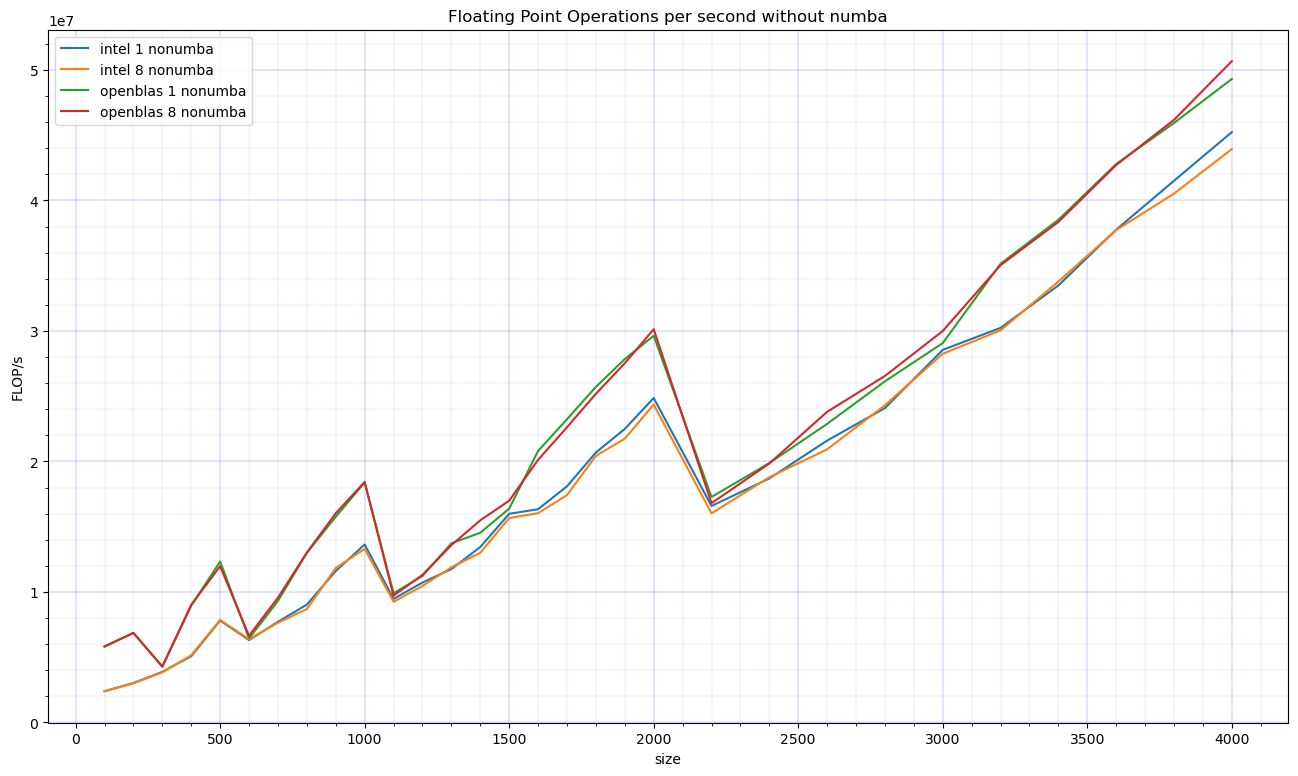 Floating Point Operations per second without numba
1e7
intel 1 nonumba
intel 8 nonumba
openblas 1 nonumba
openblas 8 nonumba
5
4
3
2
1
0
FLOP/s
0 500 1000 1500 2000 2500 3000 3500 4000
size